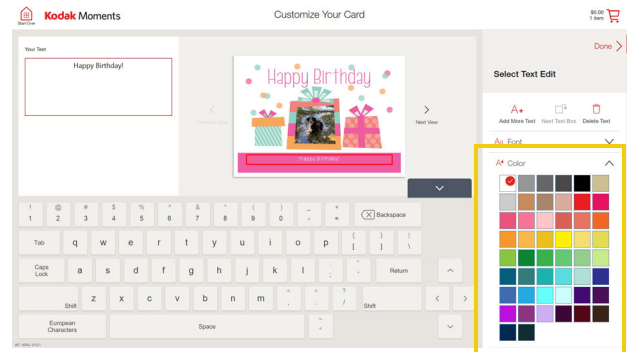 Start Over
Kodak Moments
Customize Your Card
$0.00
1 item
Done
Your Text
Happy Birthday!
Happy Birthday
Happy Birthday!
Next View
Select Text Edit
Add More Text
Next Text Box
Delete Text
Aa Font
Color
! @ # $ % ^ & * ( ) _ +
1 2 3 4 5 6 7 8 9 0 - =
Backspace
Tab q w e r t y u i o p { [ } ] | \
Caps Lock a s d f g h j k l : ; " ' Return
Shift z x c v b n m ? / Shift
European Characters
Space